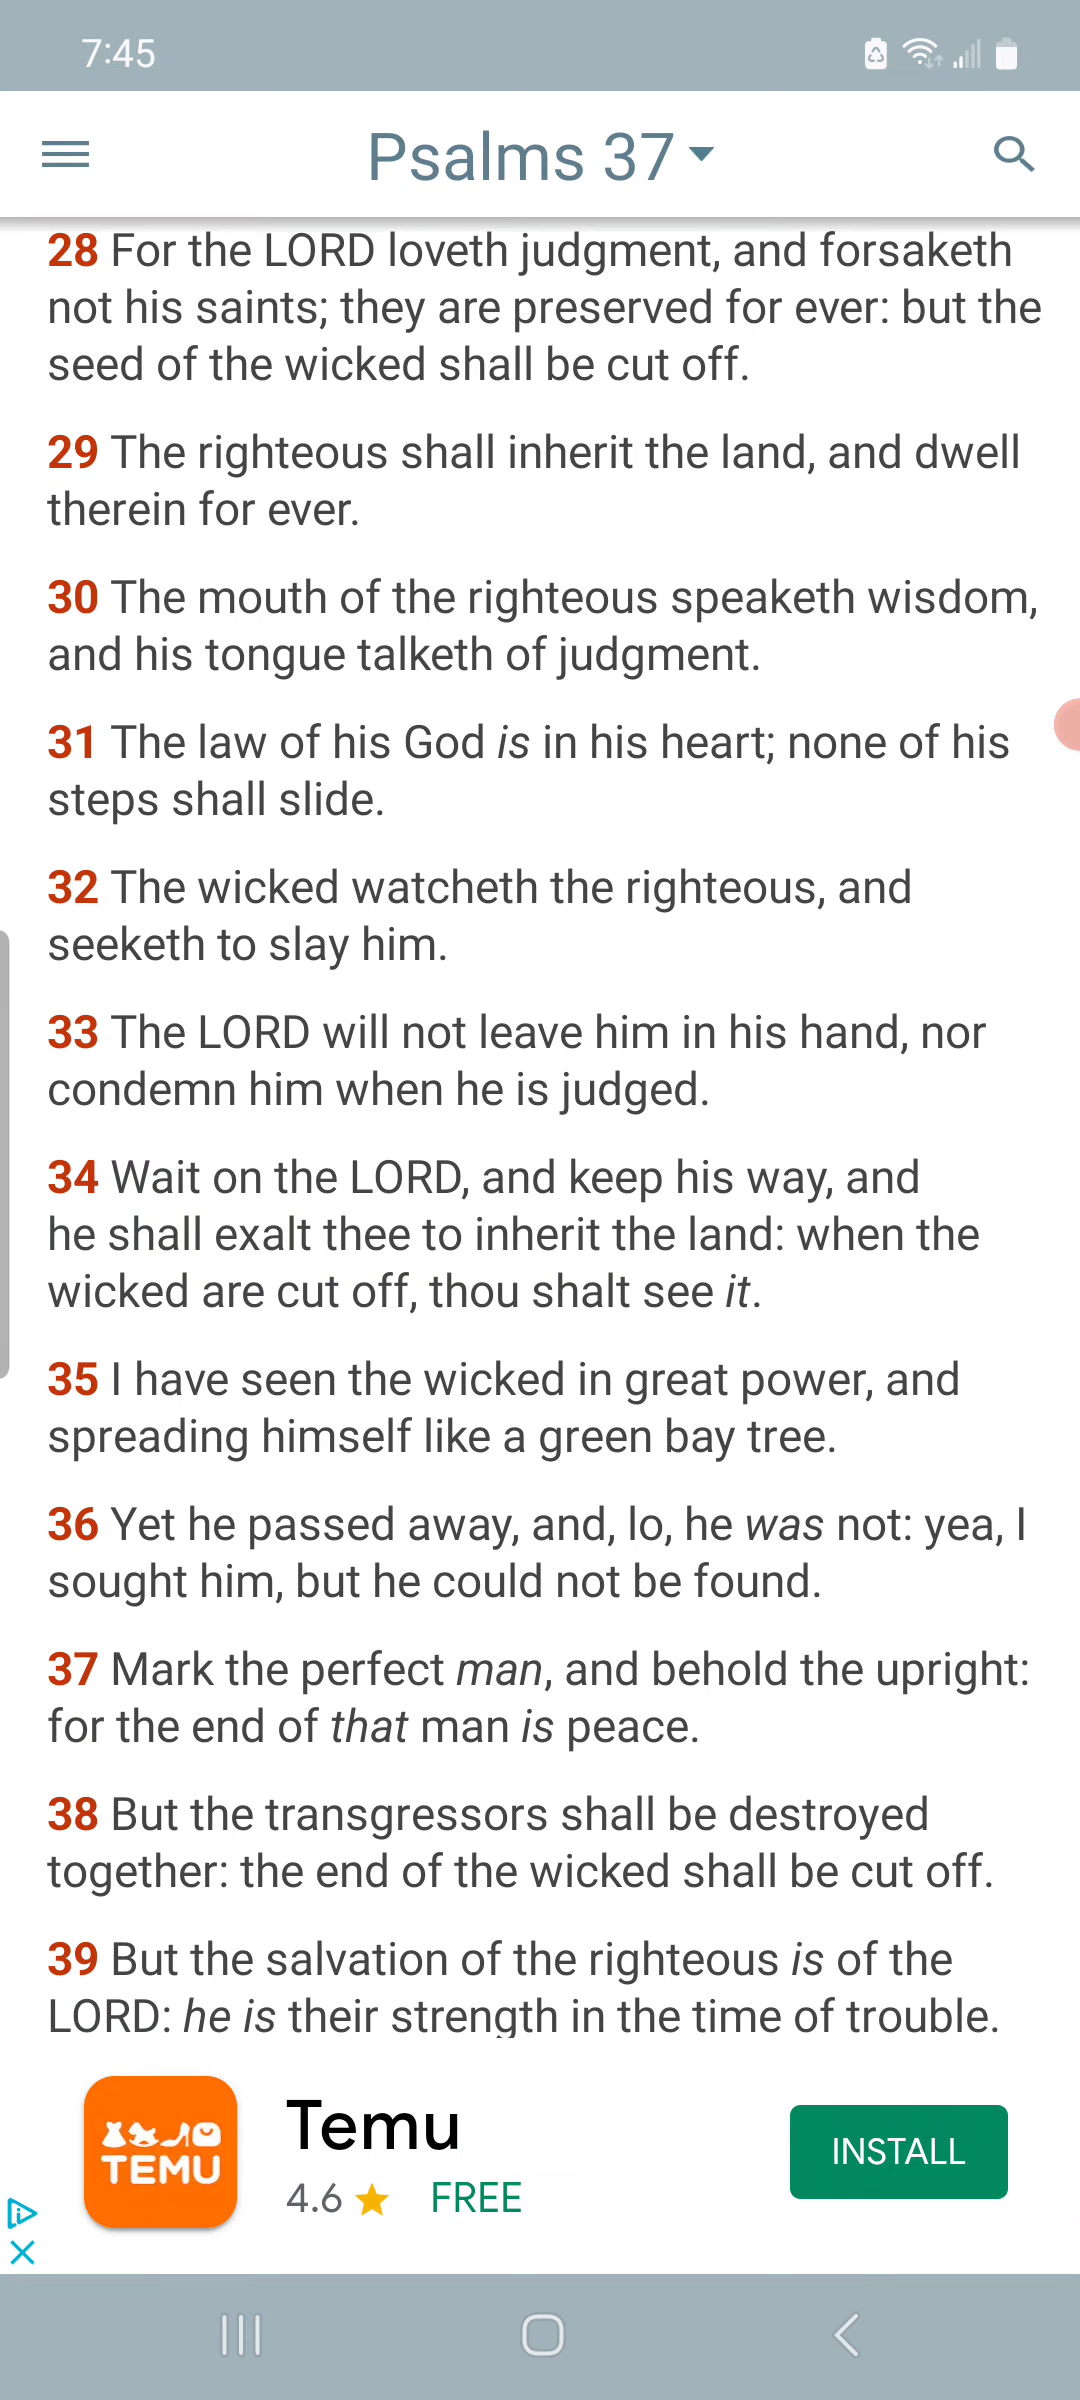 7:45
Psalms 37
28 For the LORD loveth judgment, and forsaketh
not his saints; they are preserved for ever: but the
seed of the wicked shall be cut off.
29 The righteous shall inherit the land, and dwell
therein for ever.
30 The mouth of the righteous speaketh wisdom,
and his tongue talketh of judgment.
31 The law of his God is in his heart; none of his
steps shall slide.
32 The wicked watcheth the righteous, and
seeketh to slay him.
33 The LORD will not leave him in his hand, nor
condemn him when he is judged.
34 Wait on the LORD, and keep his way, and
he shall exalt thee to inherit the land: when the
wicked are cut off, thou shalt see it.
35 I have seen the wicked in great power, and
spreading himself like a green bay tree.
36 Yet he passed away, and, lo, he was not: yea, I
sought him, but he could not be found.
37 Mark the perfect man, and behold the upright:
for the end of that man is peace.
38 But the transgressors shall be destroyed
together: the end of the wicked shall be cut off.
39 But the salvation of the righteous is of the
LORD: he is their strength in the time of trouble.
TEMU
Temu
4.6 ★ FREE
INSTALL